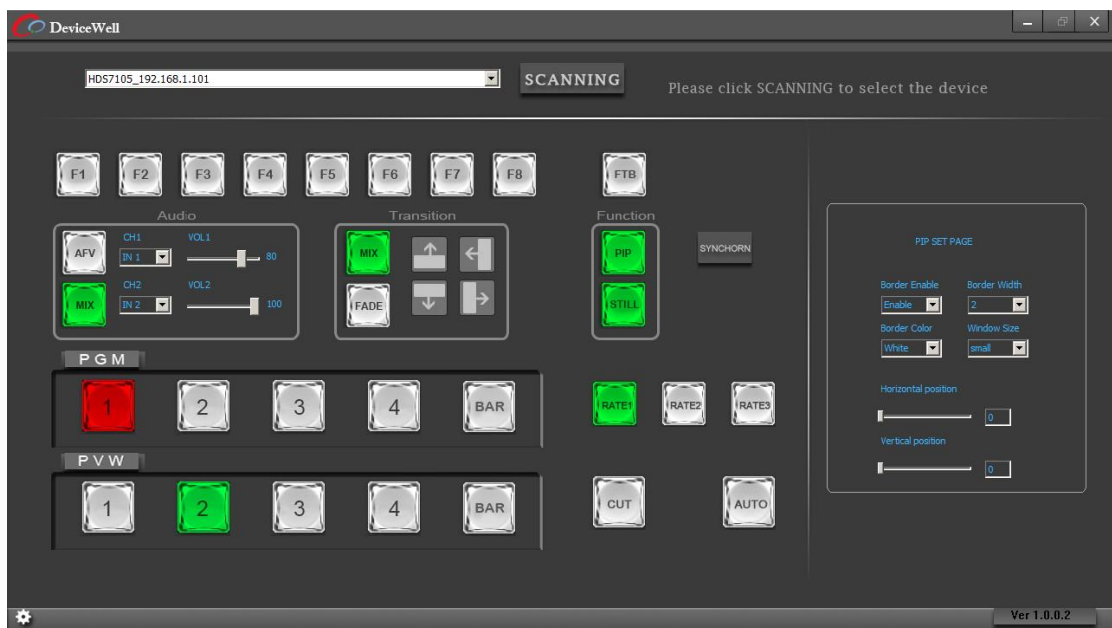 DeviceWell
HDS7105_192.168.1.101
SCANNING
Please click SCANNING to select the device
F1 F2 F3 F4 F5 F6 F7 F8 FTB
Audio
AFV
CH1 VOL1
IN 1 80
MIX
CH2 VOL2
IN 2 100
Transition
MIX
FADE
Function
PIP
STILL
SYNCHORN
PGM
1 2 3 4 BAR
RATE1 RATE2 RATE3
PVW
1 2 3 4 BAR
CUT AUTO
PIP SET PAGE
Border Enable Border Width
Enable 2
Border Color Window Size
White small
Horizontal position
0
Vertical position
0
Ver 1.0.0.2